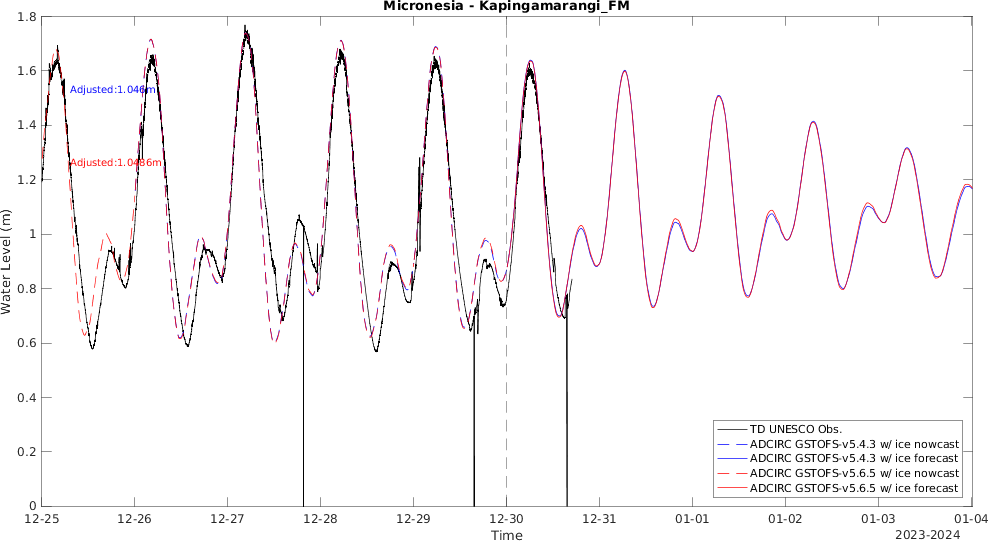 Micronesia - Kapingamarangi_FM
1.8
1.6
1.4
1.2
1
0.8
0.6
0.4
0.2
0
Water Level (m)
Adjusted:1.046m
Adjusted:1.0486m
TD UNESCO Obs.
ADCIRC GSTOFS-v5.4.3 w/ ice nowcast
ADCIRC GSTOFS-v5.4.3 w/ ice forecast
ADCIRC GSTOFS-v5.6.5 w/ ice nowcast
ADCIRC GSTOFS-v5.6.5 w/ ice forecast
12-25 12-26 12-27 12-28 12-29 12-30 12-31 01-01 01-02 01-03 01-04
Time
2023-2024